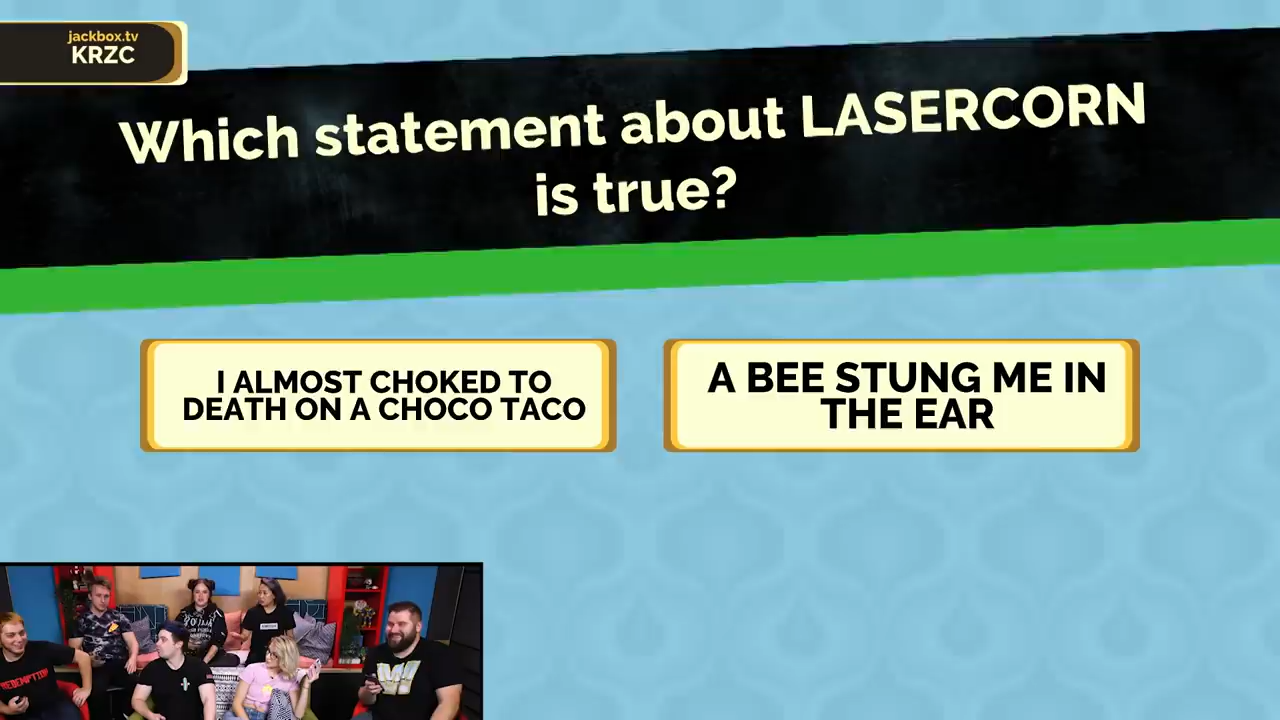 jackbox.tv
KRZC
Which statement about LASERCORN
is true?
I ALMOST CHOKED TO
DEATH ON A CHOCO TACO
A BEE STUNG ME IN
THE EAR
REDEMPTION